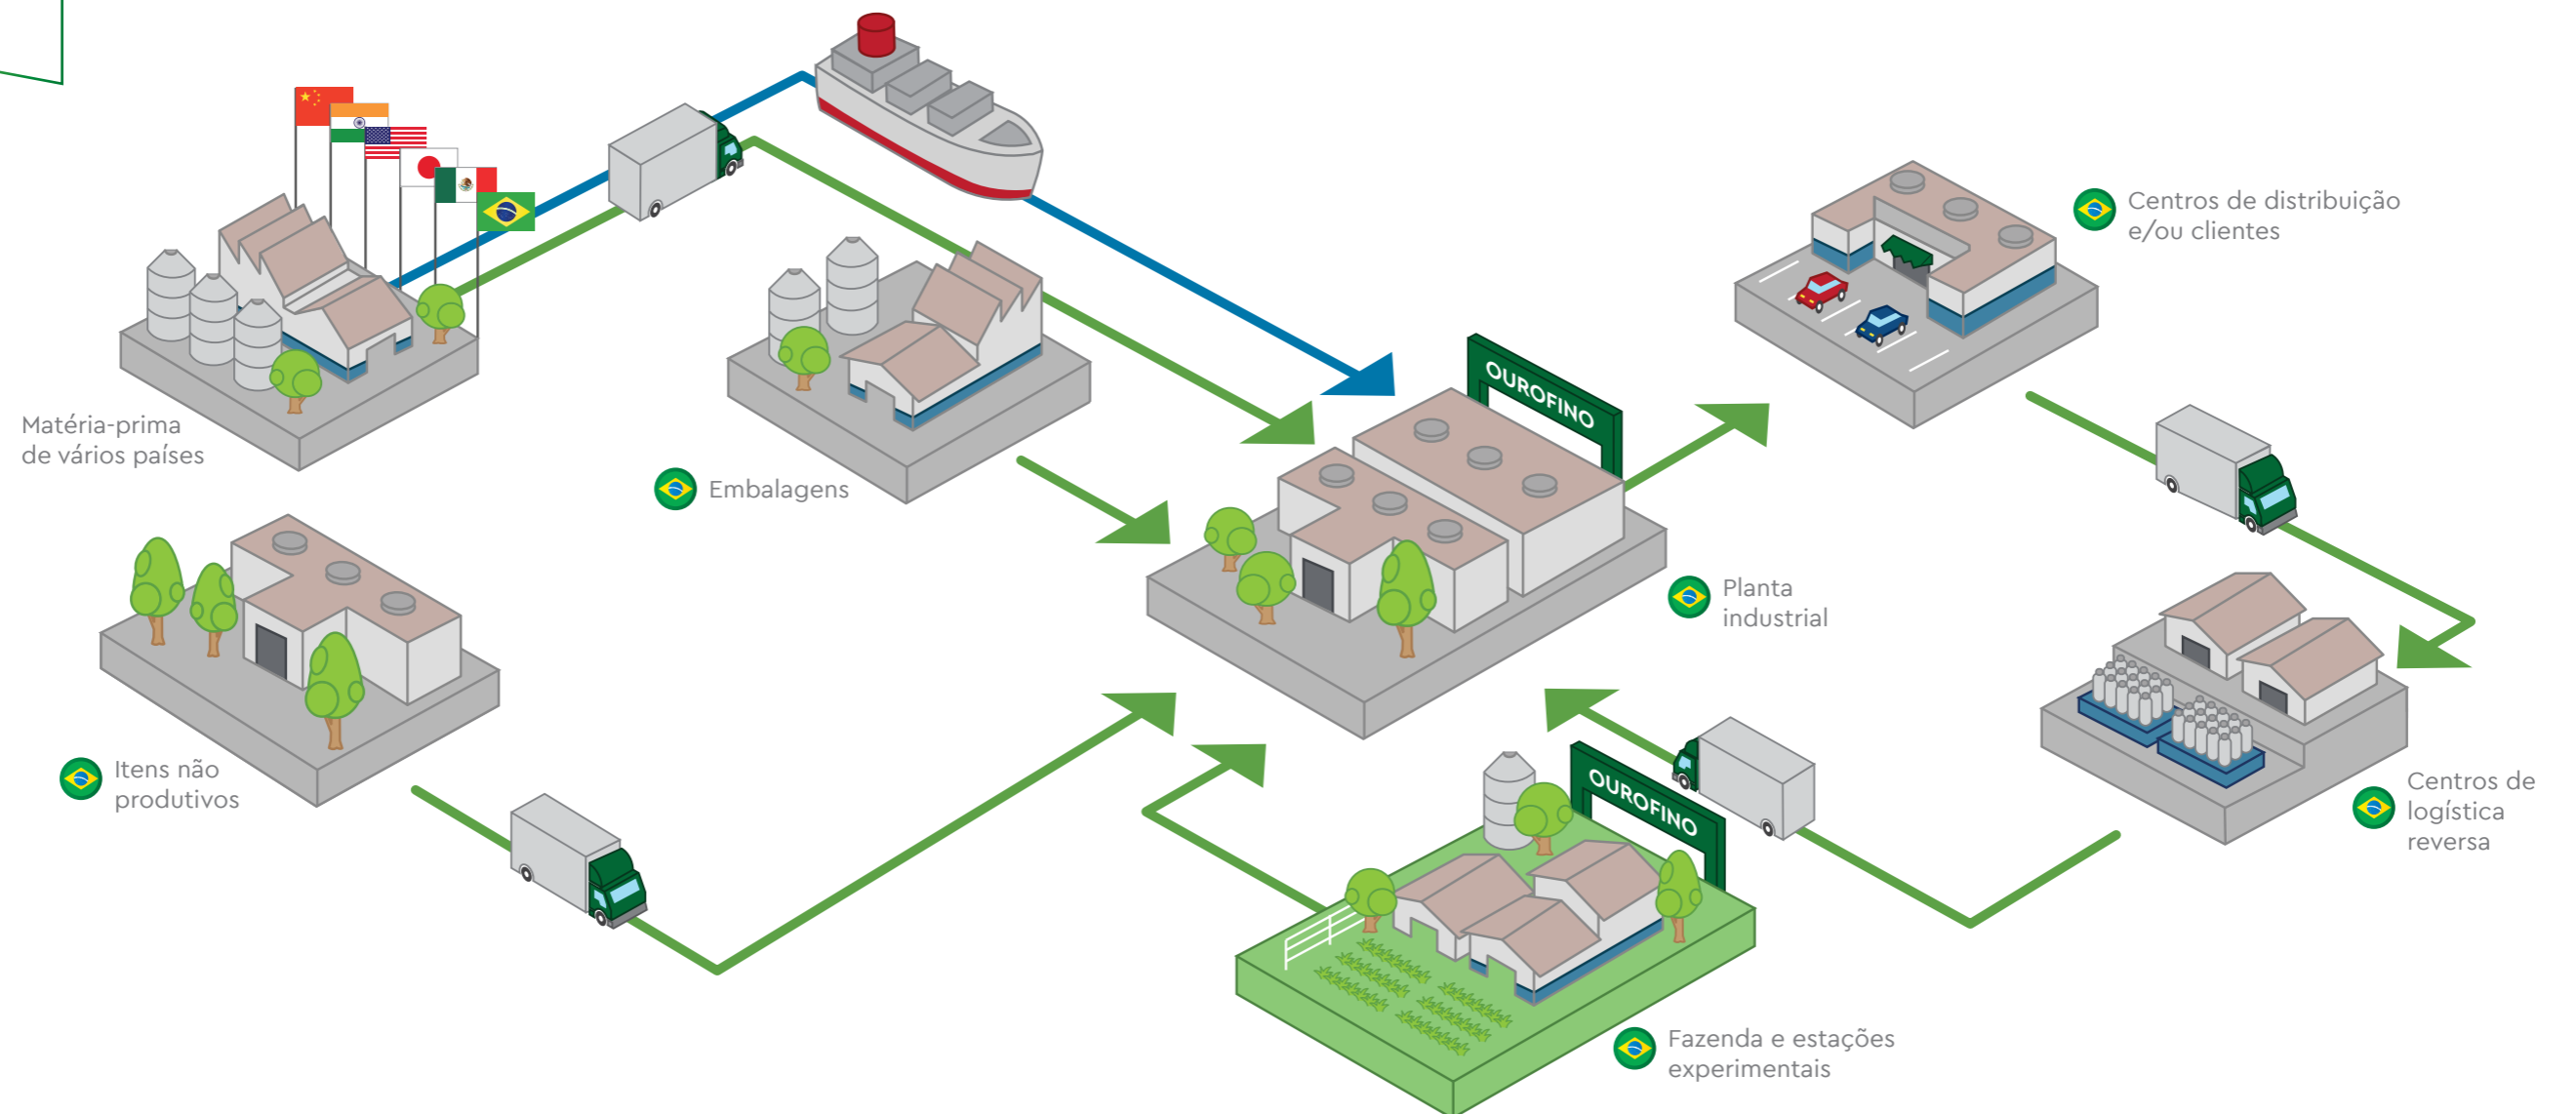 Centros de distribuição
e/ou clientes
OUROFINO
Matéria-prima
de vários países
Embalagens
Planta
industrial
Itens não
produtivos
OUROFINO
Centros de
logística
reversa
Fazenda e estações
experimentais